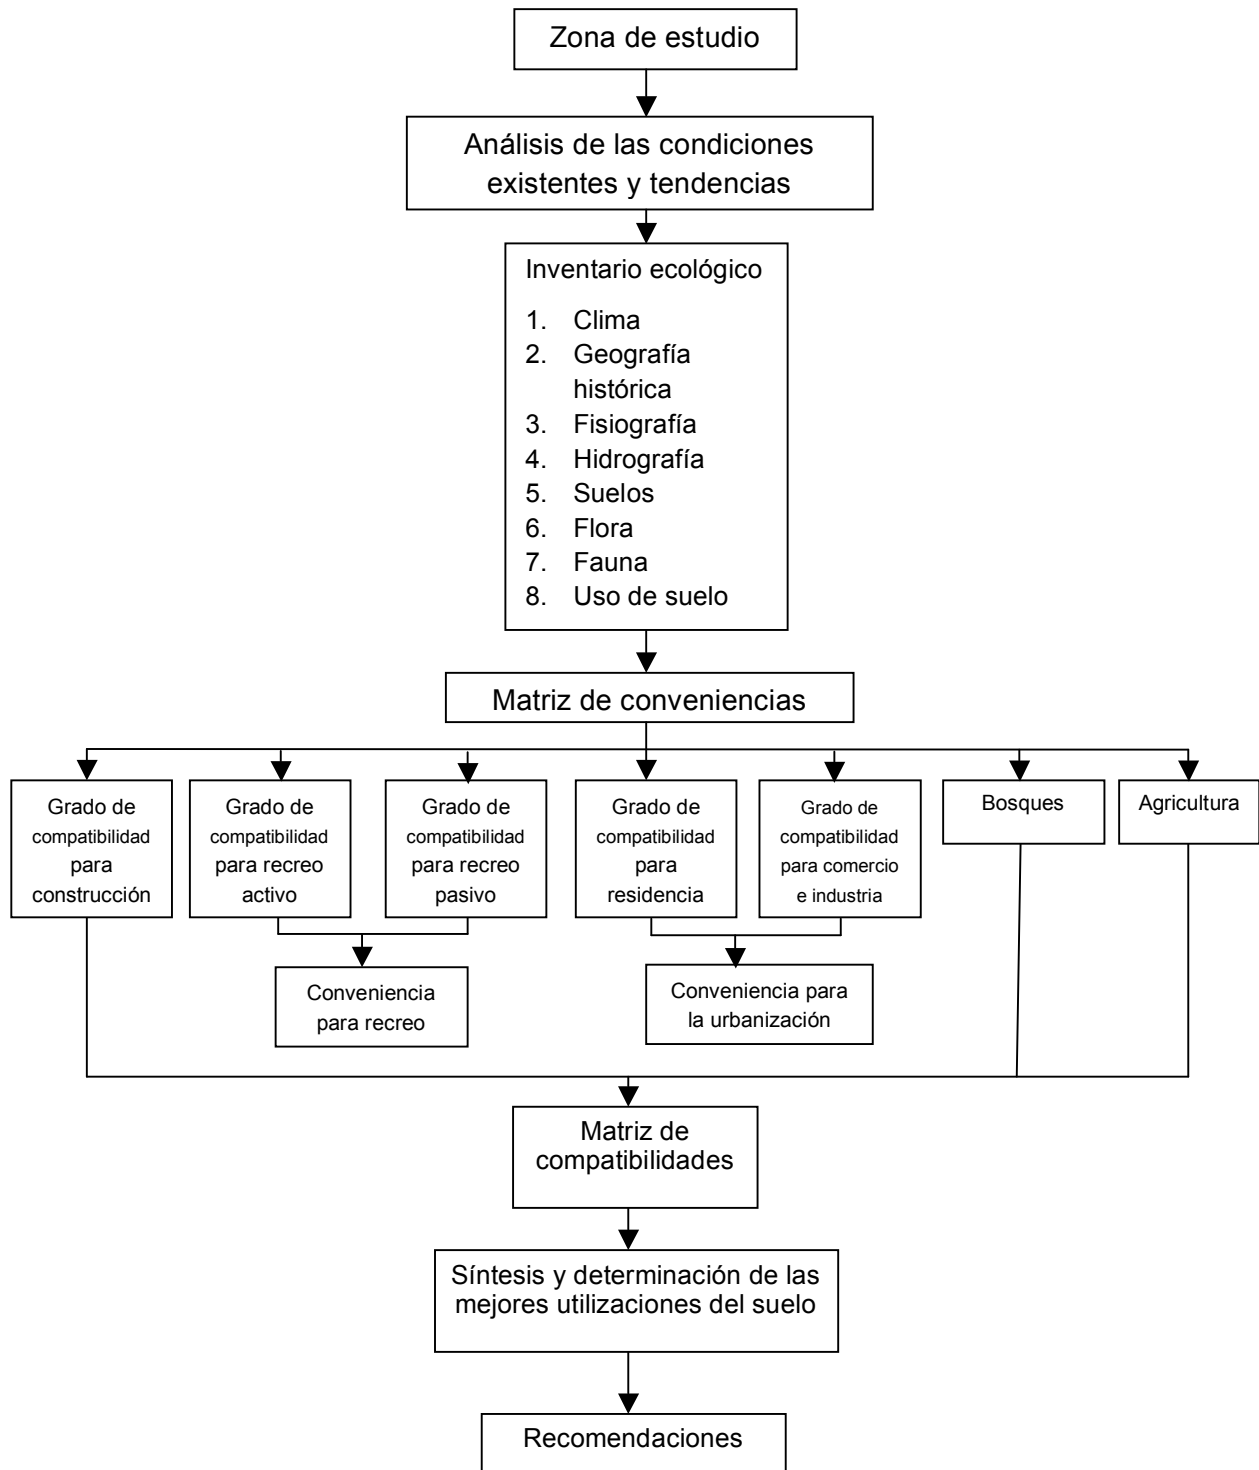 Zona de estudio
Análisis de las condiciones
existentes y tendencias
Inventario ecológico
1. Clima
2. Geografía
histórica
3. Fisiografía
4. Hidrografía
5. Suelos
6. Flora
7. Fauna
8. Uso de suelo
Matriz de conveniencias
Grado de
compatibilidad
para
construcción
Grado de
compatibilidad
para recreo
activo
Grado de
compatibilidad
para recreo
pasivo
Grado de
compatibilidad
para
residencia
Grado de
compatibilidad
para comercio
e industria
Bosques
Agricultura
Conveniencia
para recreo
Conveniencia para
la urbanización
Matriz de
compatibilidades
Síntesis y determinación de las
mejores utilizaciones del suelo
Recomendaciones